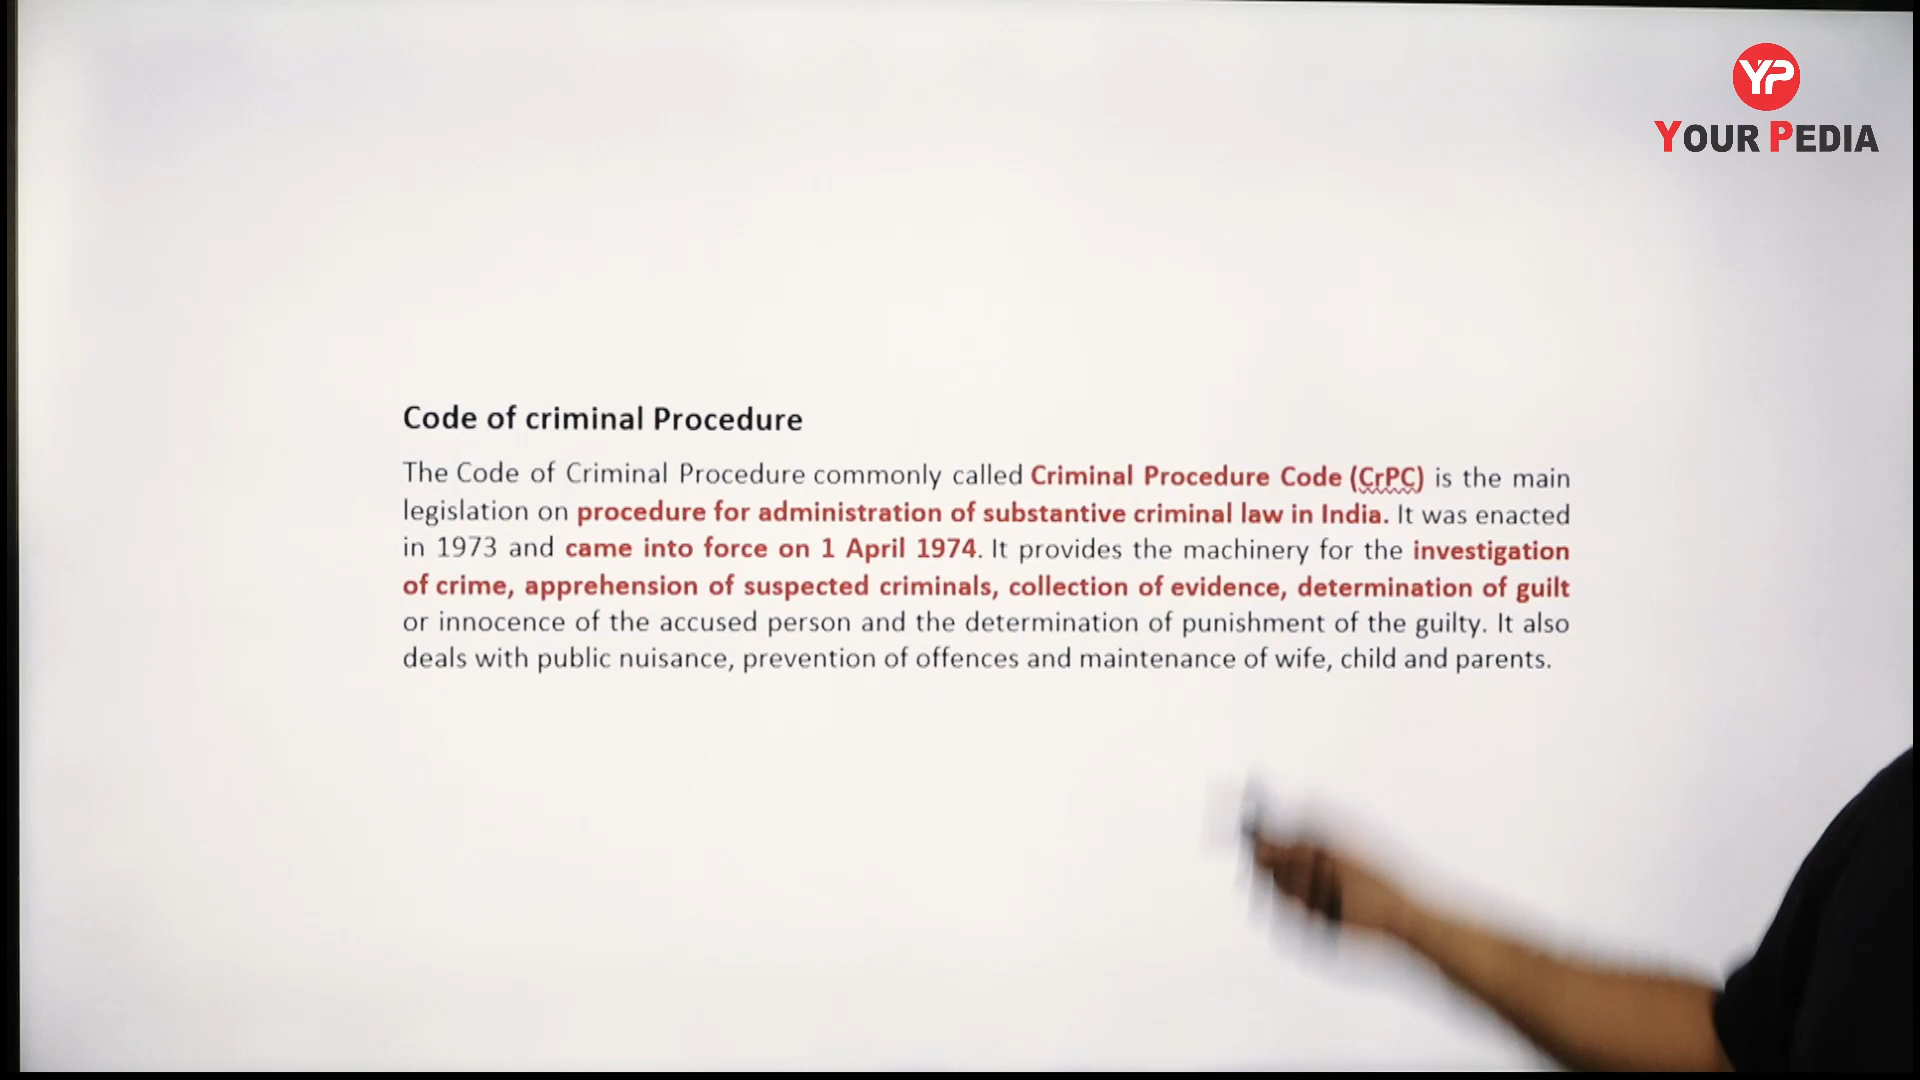 YP
YOUR PEDIA
Code of criminal Procedure
The Code of Criminal Procedure commonly called Criminal Procedure Code (CrPC) is the main
legislation on procedure for administration of substantive criminal law in India. It was enacted
in 1973 and came into force on 1 April 1974. It provides the machinery for the investigation
of crime, apprehension of suspected criminals, collection of evidence, determination of guilt
or innocence of the accused person and the determination of punishment of the guilty. It also
deals with public nuisance, prevention of offences and maintenance of wife, child and parents.